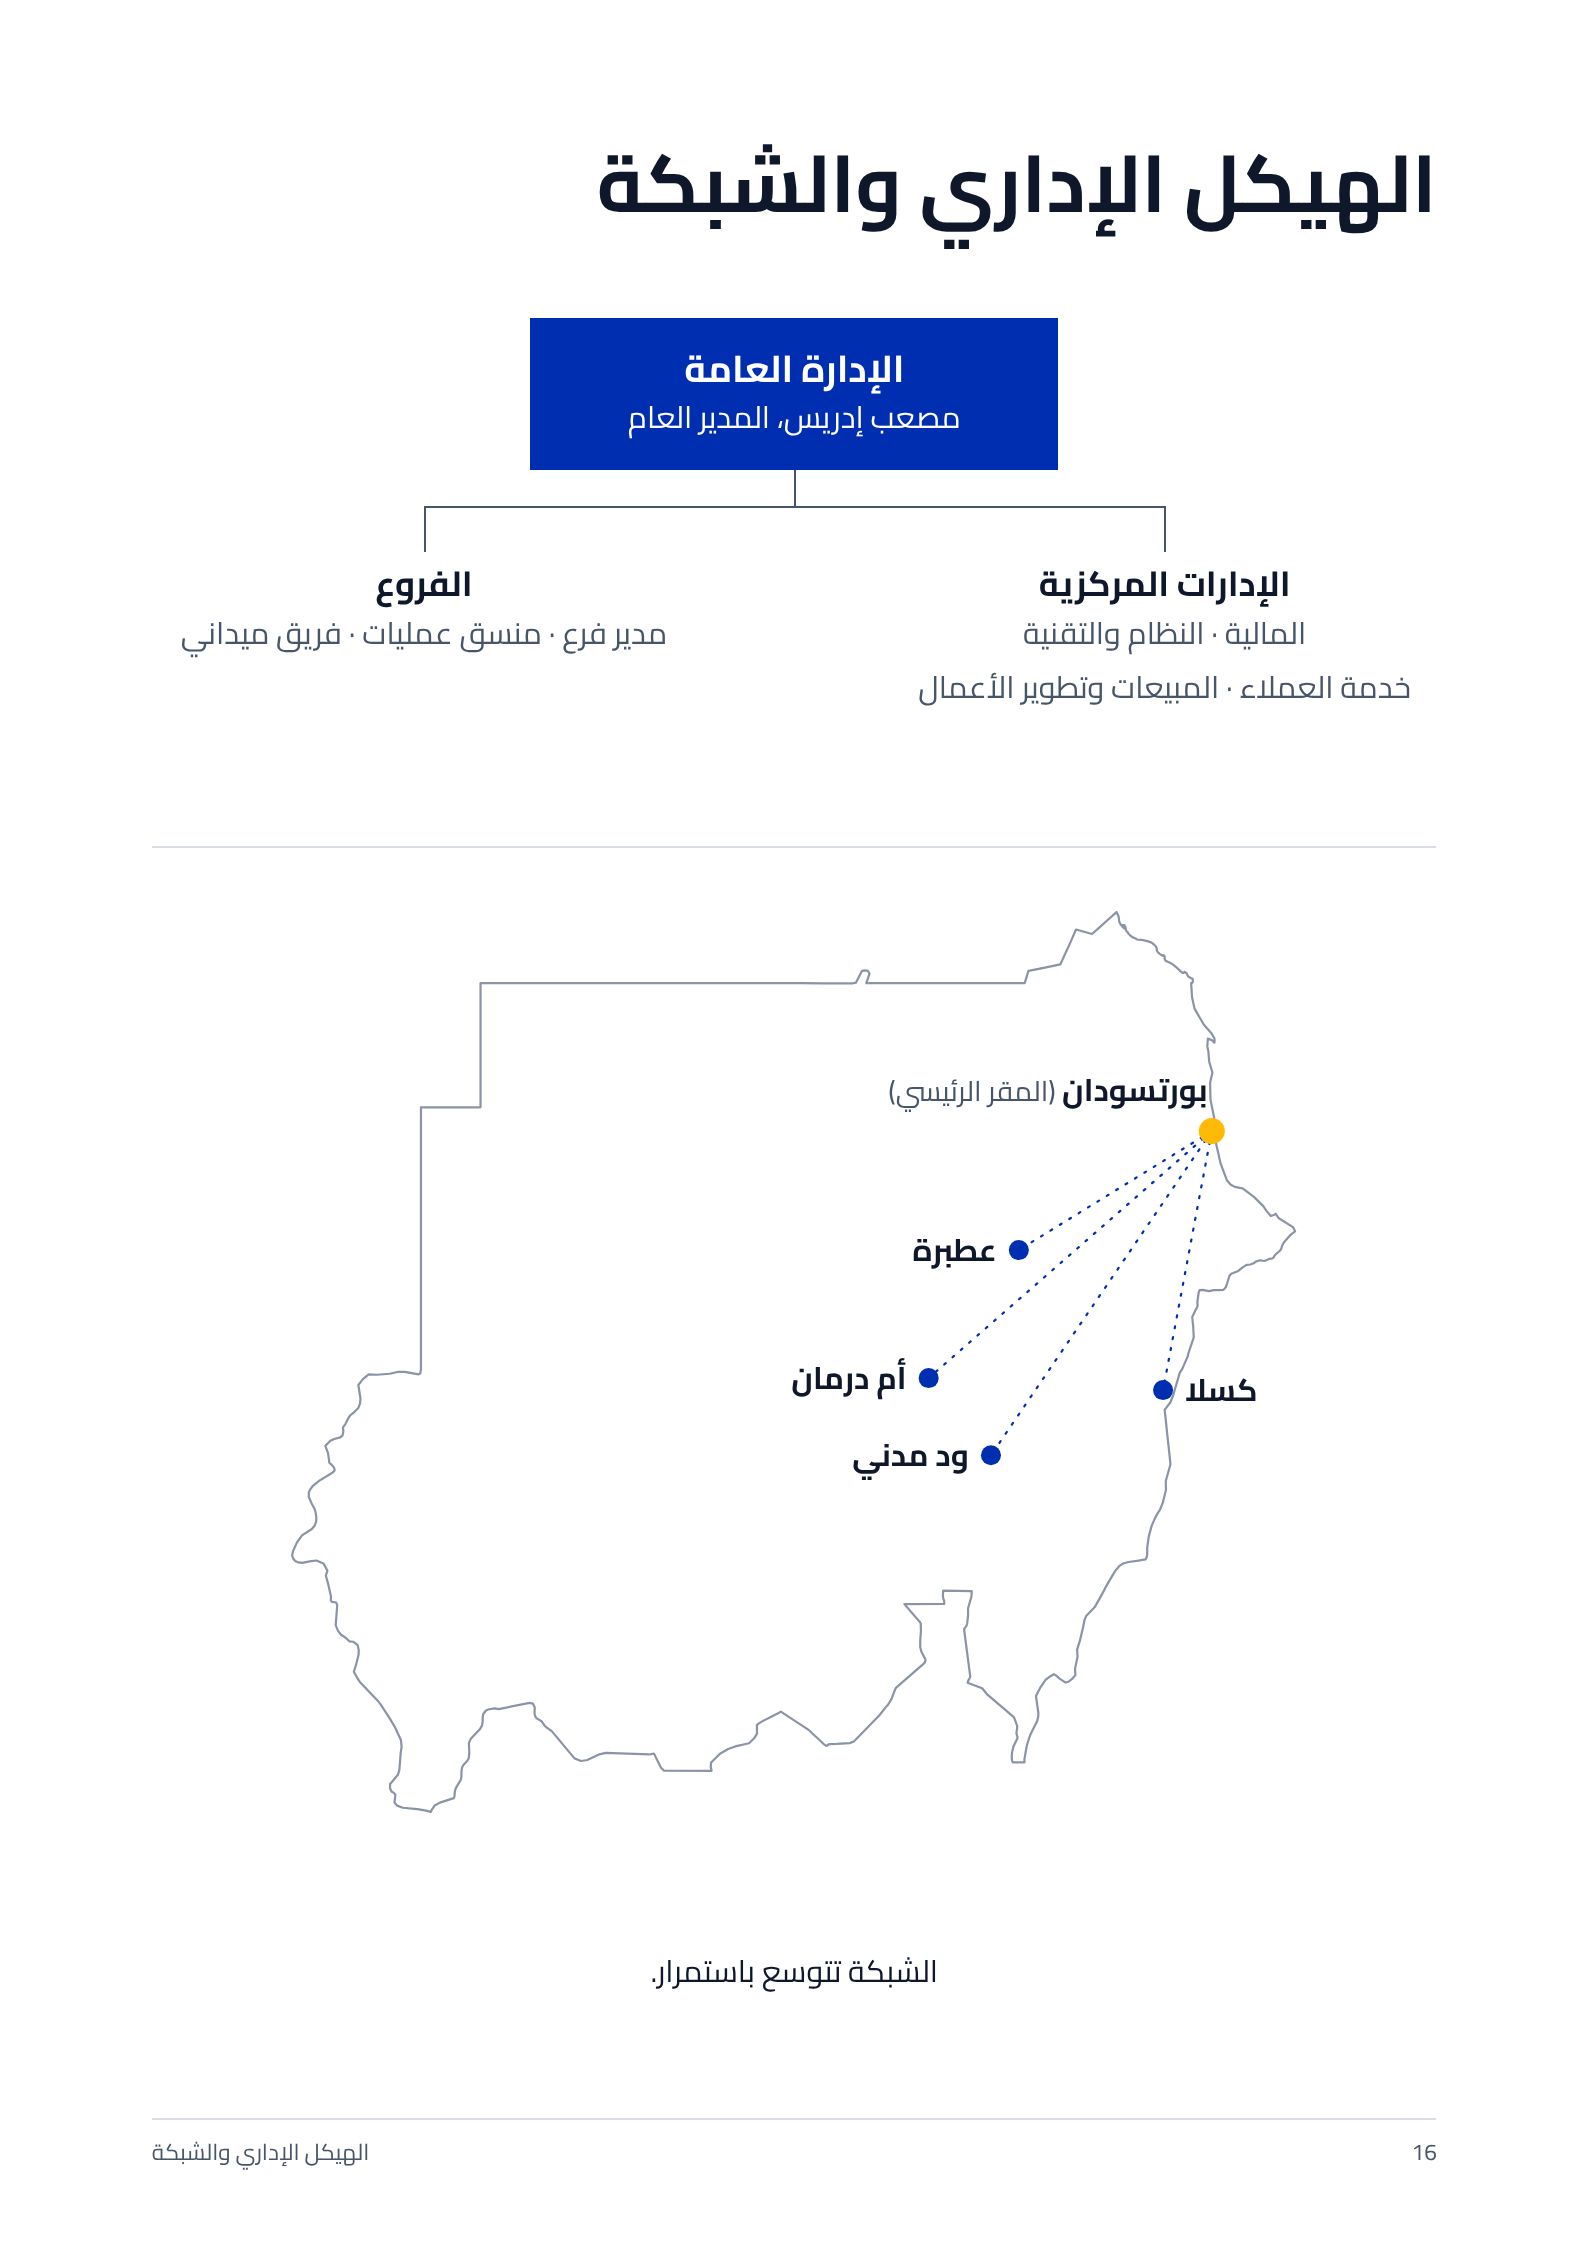 الهيكل الإداري والشبكة
الإدارة العامة
مصعب إدريس، المدير العام
الإدارات المركزية
المالية · النظام والتقنية
خدمة العملاء · المبيعات وتطوير الأعمال
الفروع
مدير فرع · منسق عمليات · فريق ميداني
بورتسودان (المقر الرئيسي)
عطبرة
أم درمان
كسلا
ود مدني
الشبكة تتوسع باستمرار.
16
الهيكل الإداري والشبكة